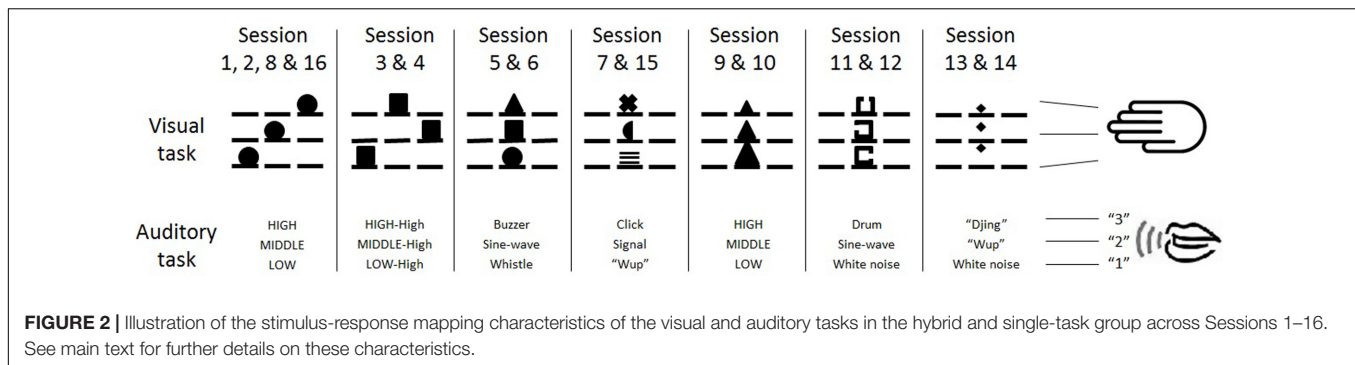 Session Session Session Session Session Session Session
1, 2, 8 & 16 3 & 4 5 & 6 7 & 15 9 & 10 11 & 12 13 & 14
Visual
task
Auditory
task
HIGH HIGH-High Buzzer Click HIGH Drum “Djing” “3”
MIDDLE MIDDLE-High Sine-wave Signal MIDDLE Sine-wave “Wup” “2”
LOW LOW-High Whistle “Wup” LOW White noise White noise “1”
FIGURE 2 | Illustration of the stimulus-response mapping characteristics of the visual and auditory tasks in the hybrid and single-task group across Sessions 1–16.
See main text for further details on these characteristics.